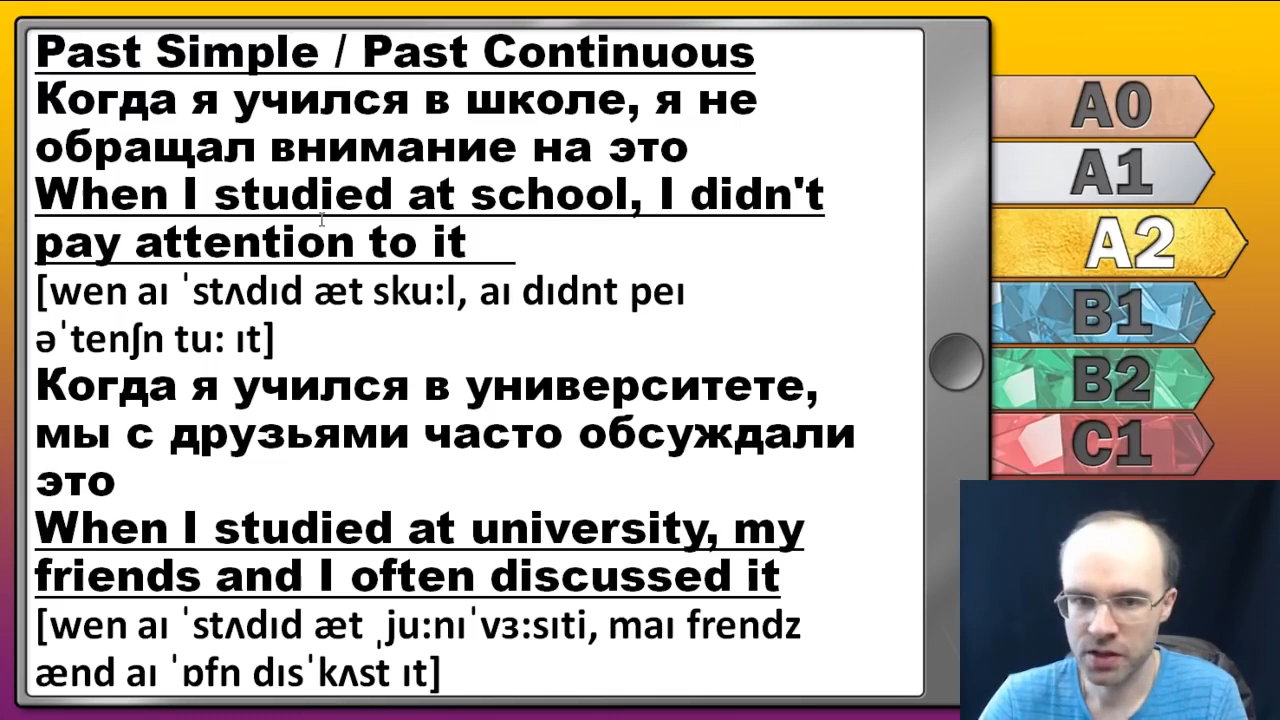 Past Simple / Past Continuous
Когда я учился в школе, я не
обращал внимание на это
When I studied at school, I didn't
pay attention to it
[wen aɪ ˈstʌdɪd æt sku:l, aɪ dɪdnt peɪ
əˈtenʃn tu: ɪt]
Когда я учился в университете,
мы с друзьями часто обсуждали
это
When I studied at university, my
friends and I often discussed it
[wen aɪ ˈstʌdɪd æt ˌju:nɪˈvɜ:sɪti, maɪ frendz
ænd aɪ ˈɒfn dɪsˈkʌst ɪt]
A0
A1
A2
B1
B2
C1